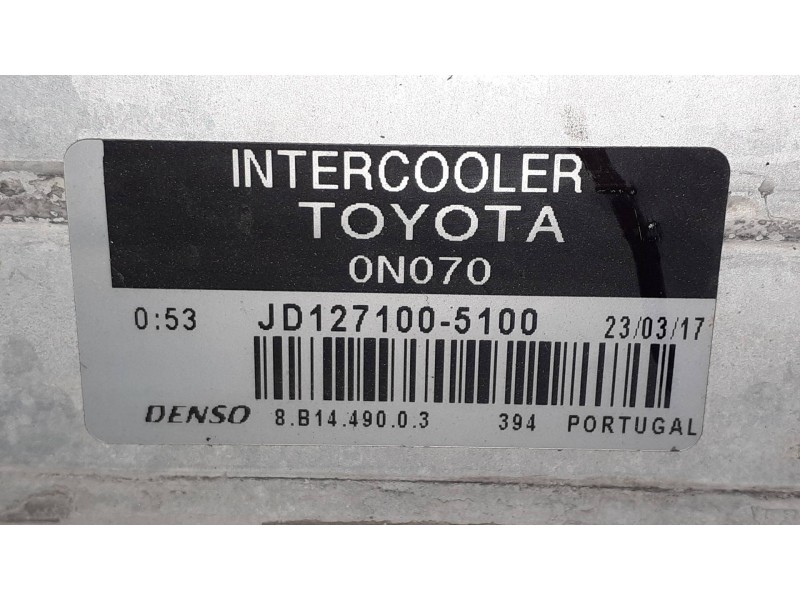 INTERCOOLER
TOYOTA
0N070
0:53 JD127100-5100 23/03/17
DENSO 8.B14.490.0.3 394 PORTUGAL